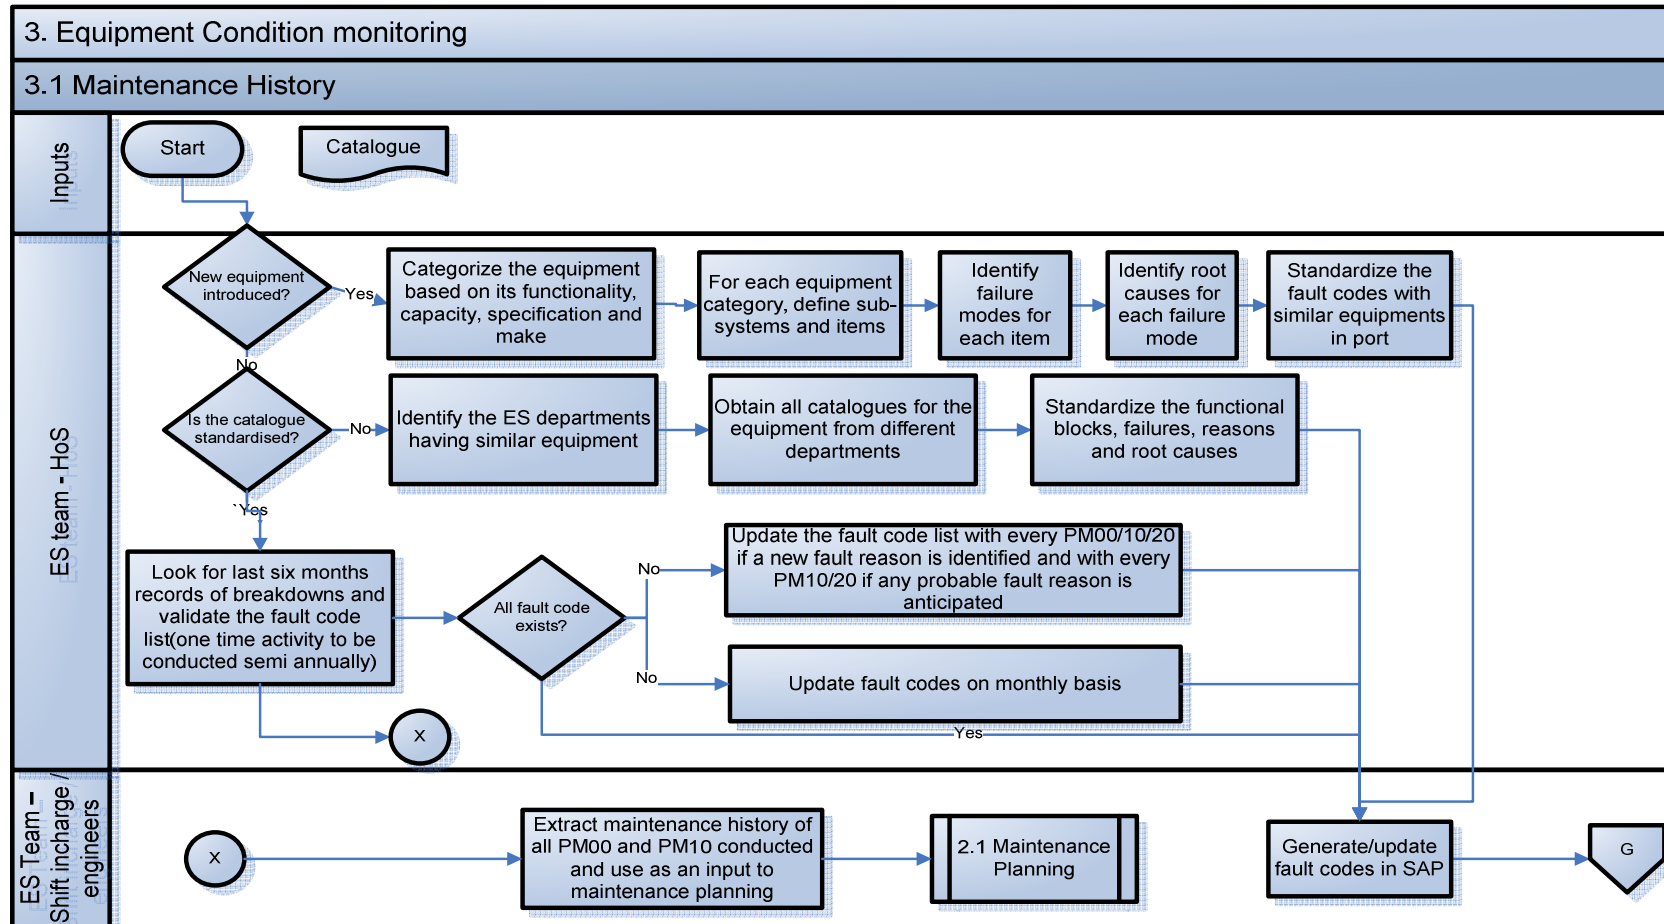 3. Equipment Condition monitoring
3.1 Maintenance History
Inputs
Start
Catalogue
ES team - HoS
New equipment
introduced?
Yes
Categorize the equipment
based on its functionality,
capacity, specification and
make
For each equipment
category, define sub-
systems and items
Identify
failure
modes for
each item
Identify root
causes for
each failure
mode
Standardize the
fault codes with
similar equipments
in port
No
Is the catalogue
standardised?
No
Identify the ES departments
having similar equipment
Obtain all catalogues for the
equipment from different
departments
Standardize the functional
blocks, failures, reasons
and root causes
`Yes
Look for last six months
records of breakdowns and
validate the fault code
list(one time activity to be
conducted semi annually)
All fault code
exists?
No
Update the fault code list with every PM00/10/20
if a new fault reason is identified and with every
PM10/20 if any probable fault reason is
anticipated
No
Update fault codes on monthly basis
Yes
X
ES Team –
Shift incharge /
engineers
X
Extract maintenance history of
all PM00 and PM10 conducted
and use as an input to
maintenance planning
2.1 Maintenance
Planning
Generate/update
fault codes in SAP
G